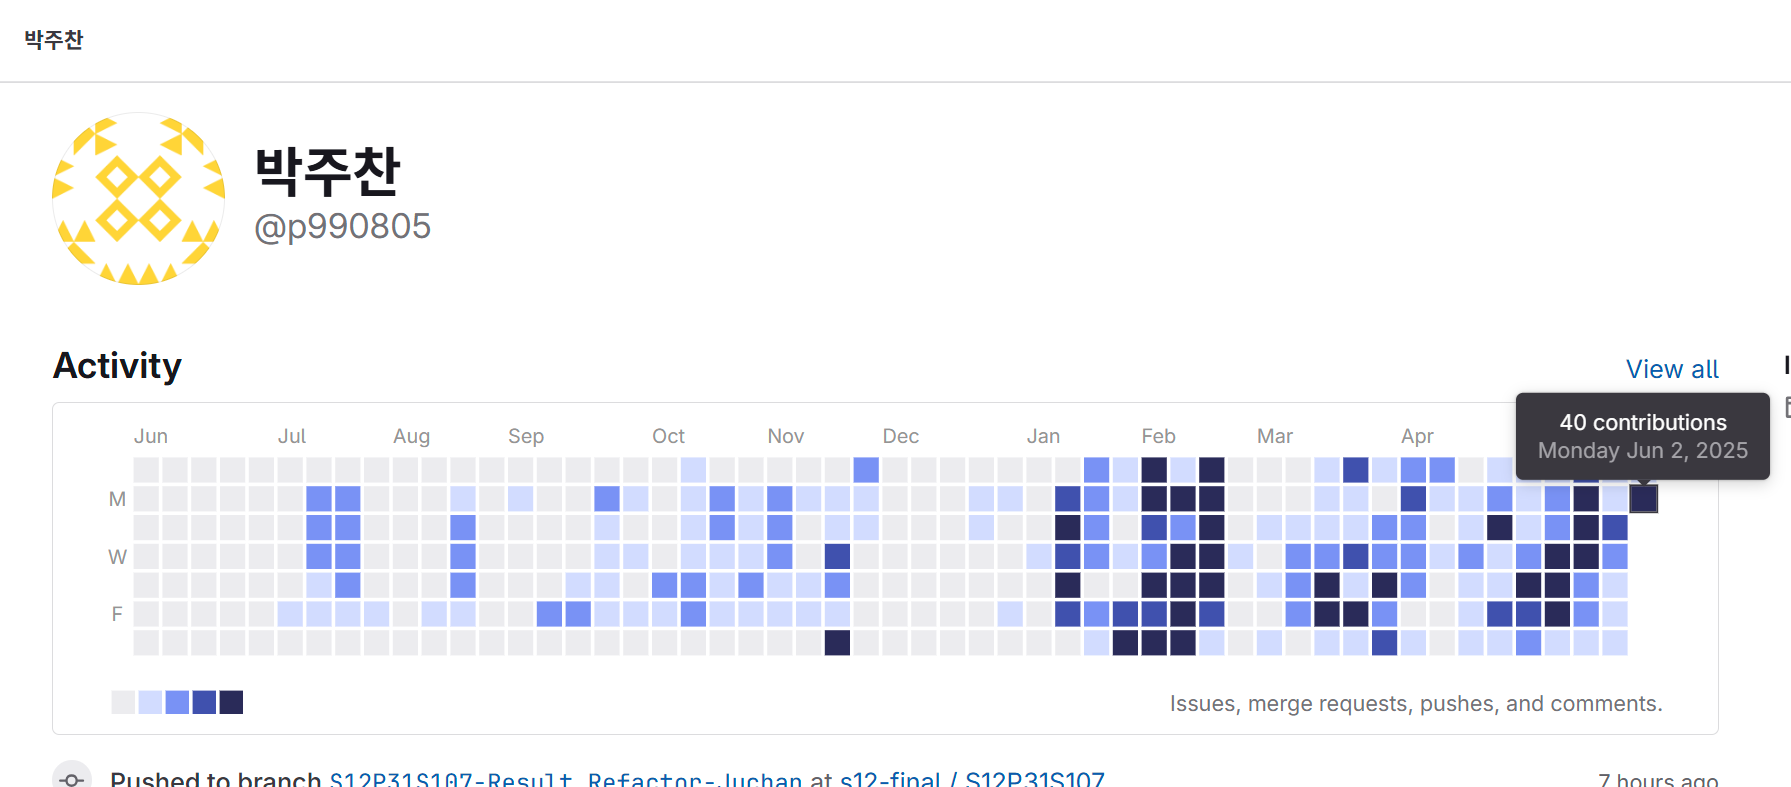 박주찬
박주찬
@p990805
Activity
View all
40 contributions
Monday Jun 2, 2025
Jun Jul Aug Sep Oct Nov Dec Jan Feb Mar Apr
M
W
F
Issues, merge requests, pushes, and comments.
Pushed to branch S12P31S107-Result_Refactor-Juchan at s12-final / S12P31S107
7 hours ago